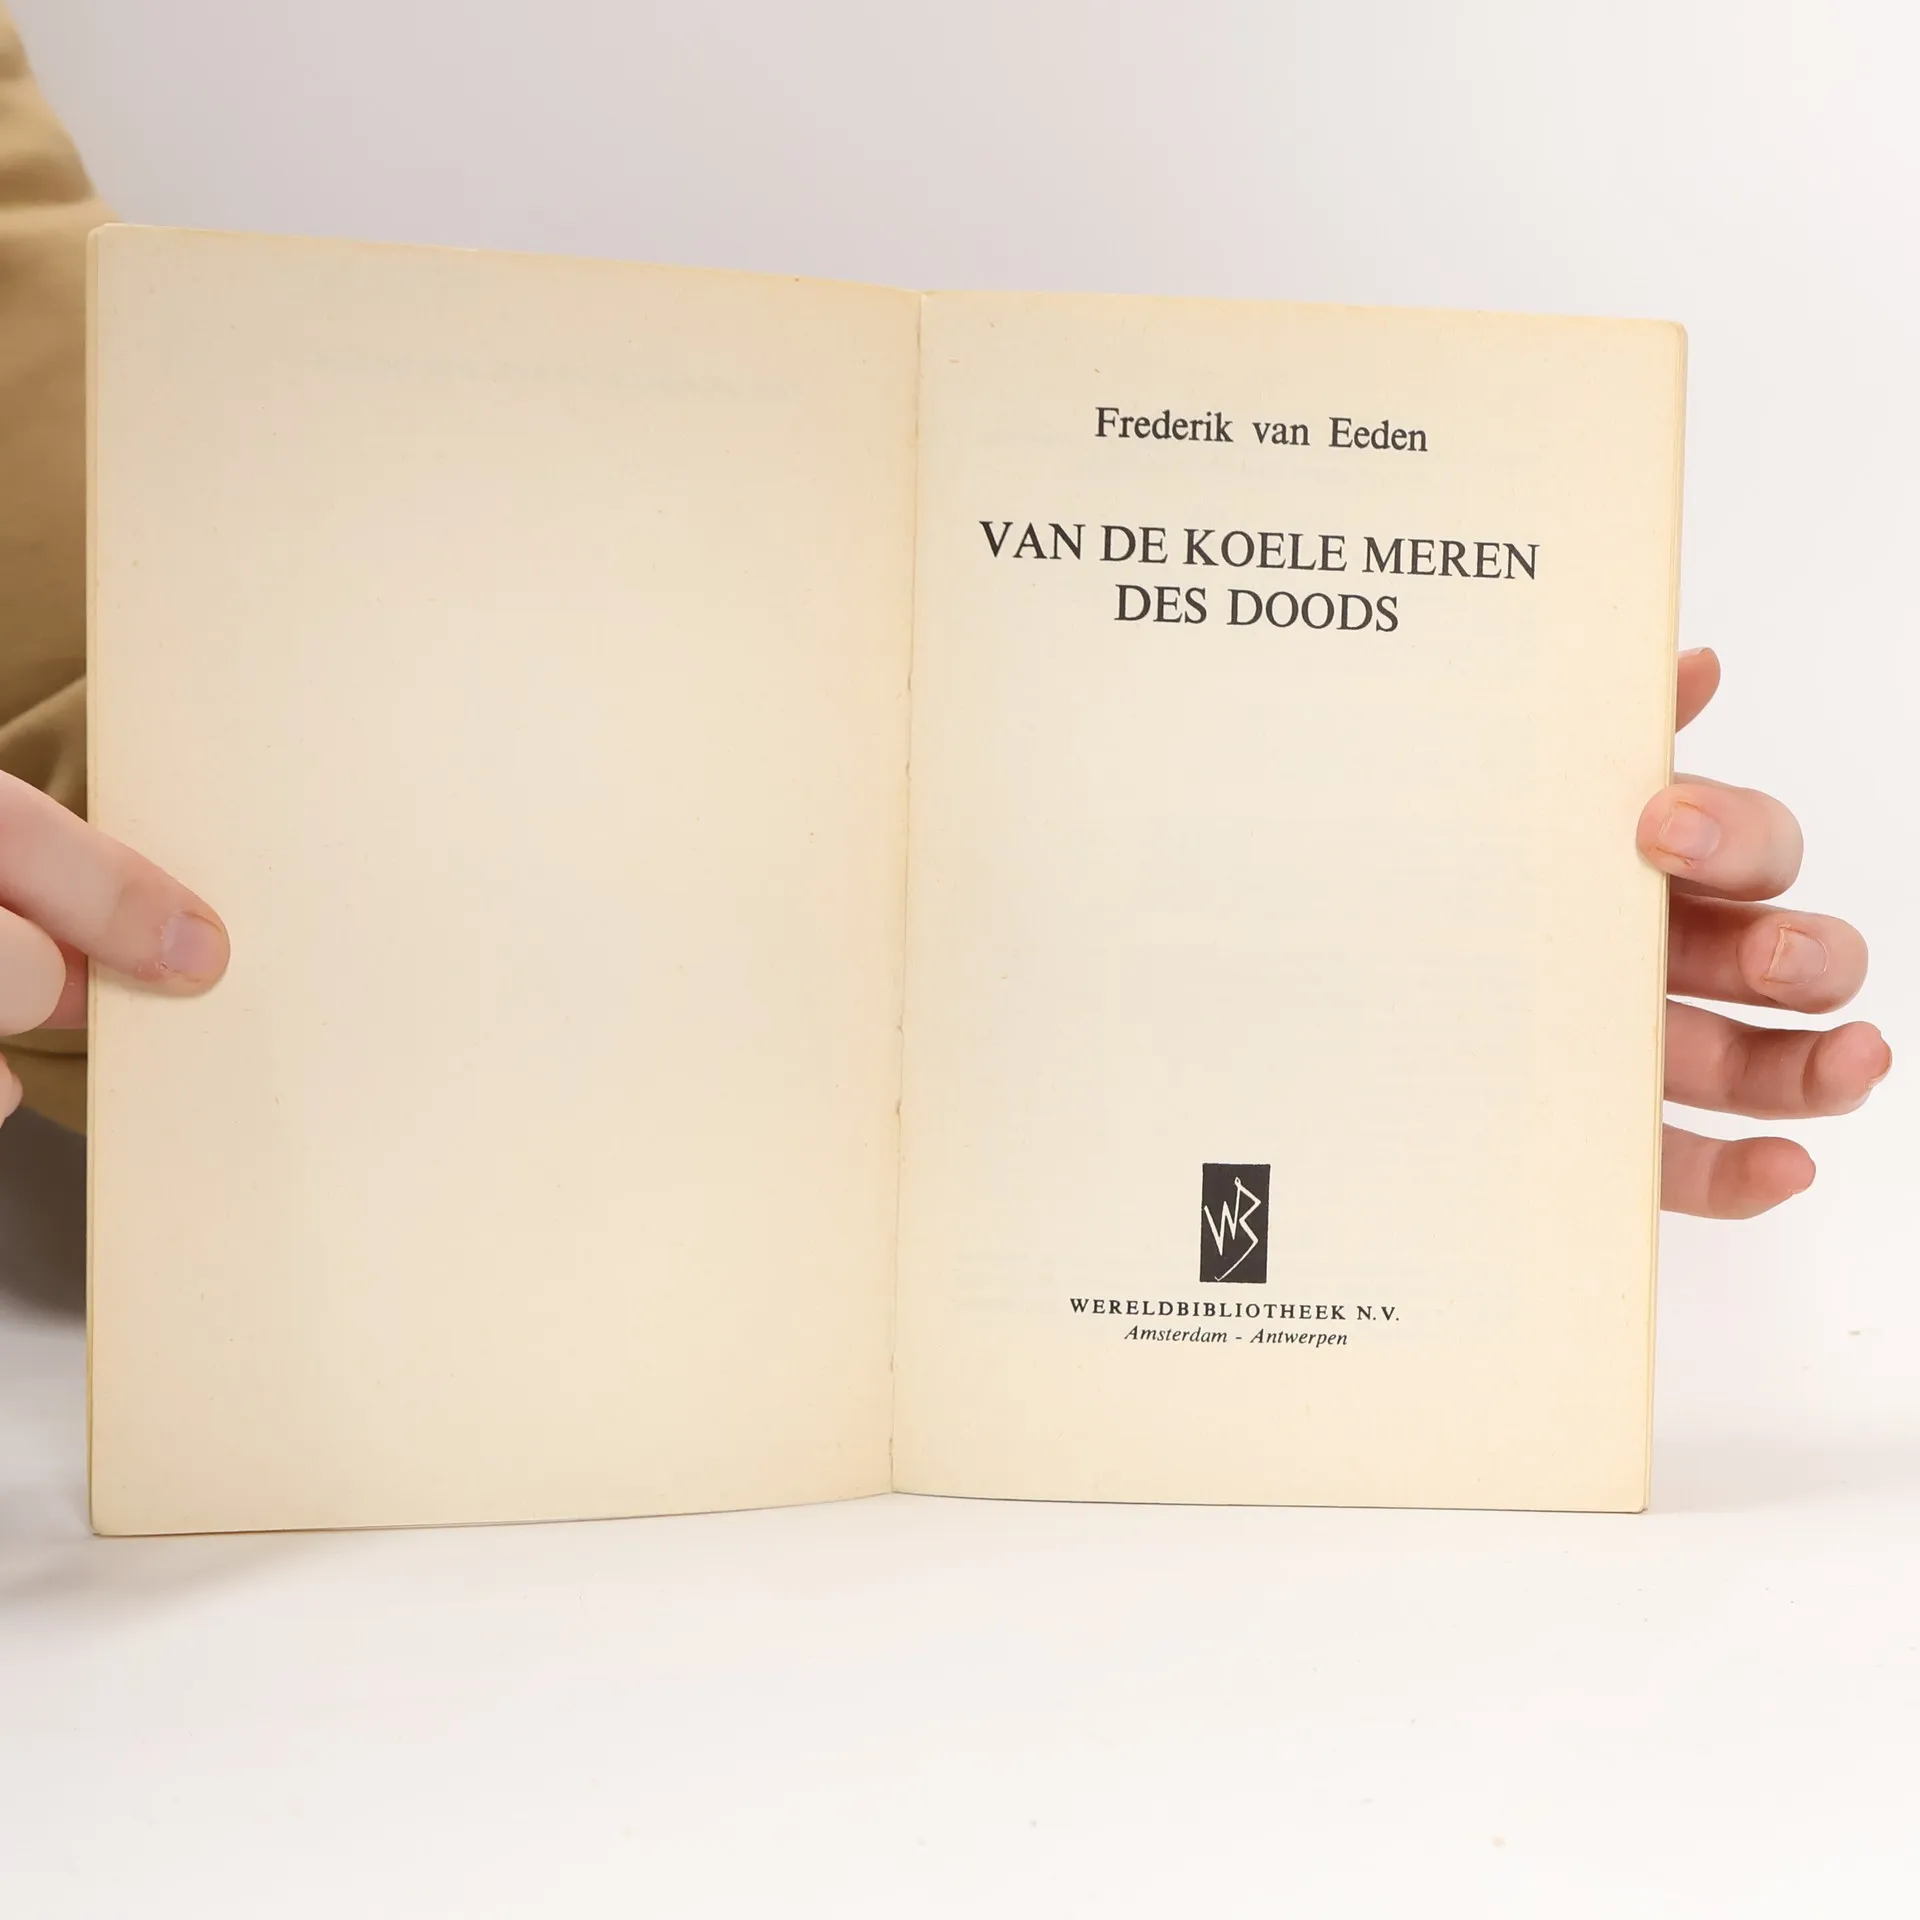 Frederik van Eeden
VAN DE KOELE MEREN
DES DOODS
WB
WERELDBIBLIOTHEEK N.V.
Amsterdam - Antwerpen